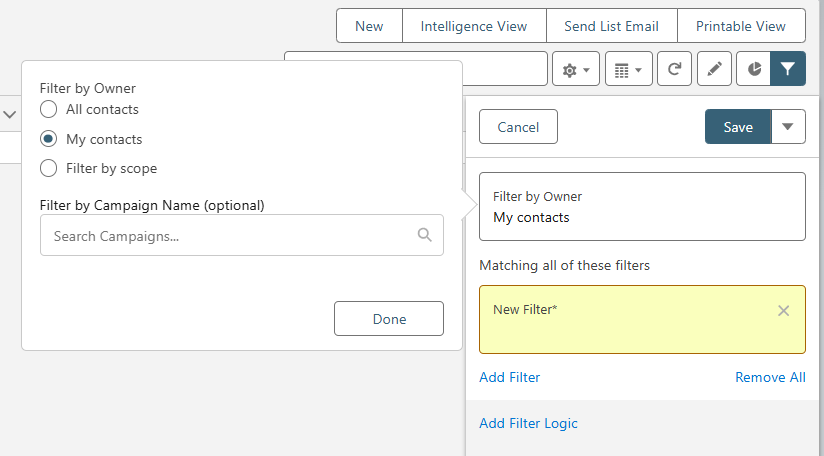 New Intelligence View Send List Email Printable View
Filter by Owner
All contacts
My contacts
Filter by scope
Filter by Campaign Name (optional)
Search Campaigns...
Done
Cancel Save
Filter by Owner
My contacts
Matching all of these filters
New Filter*
Add Filter Remove All
Add Filter Logic